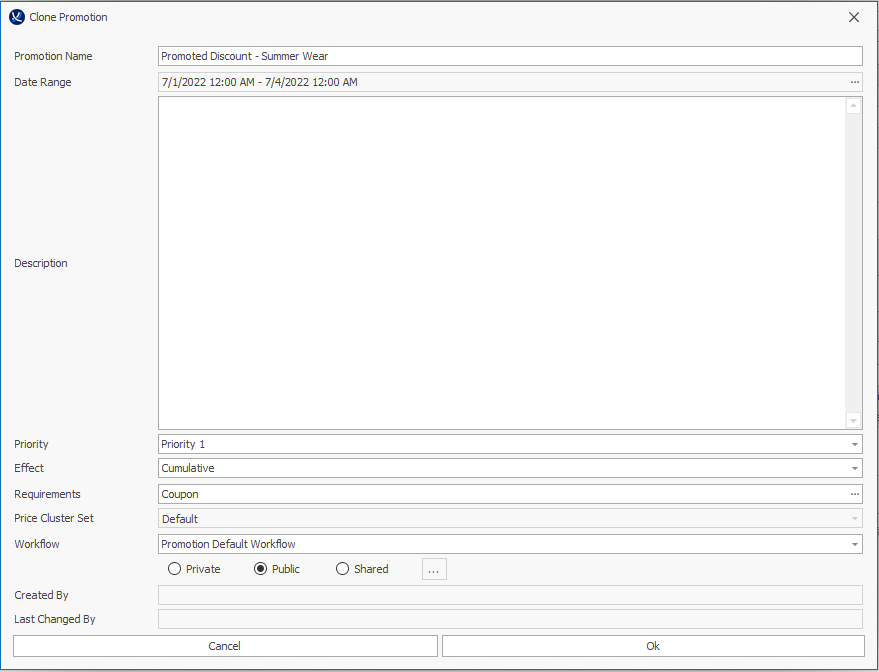 Clone Promotion
Promotion Name Promoted Discount - Summer Wear
Date Range 7/1/2022 12:00 AM - 7/4/2022 12:00 AM ...
Description
Priority Priority 1
Effect Cumulative
Requirements Coupon ...
Price Cluster Set Default
Workflow Promotion Default Workflow
Private Public Shared ...
Created By
Last Changed By
Cancel Ok